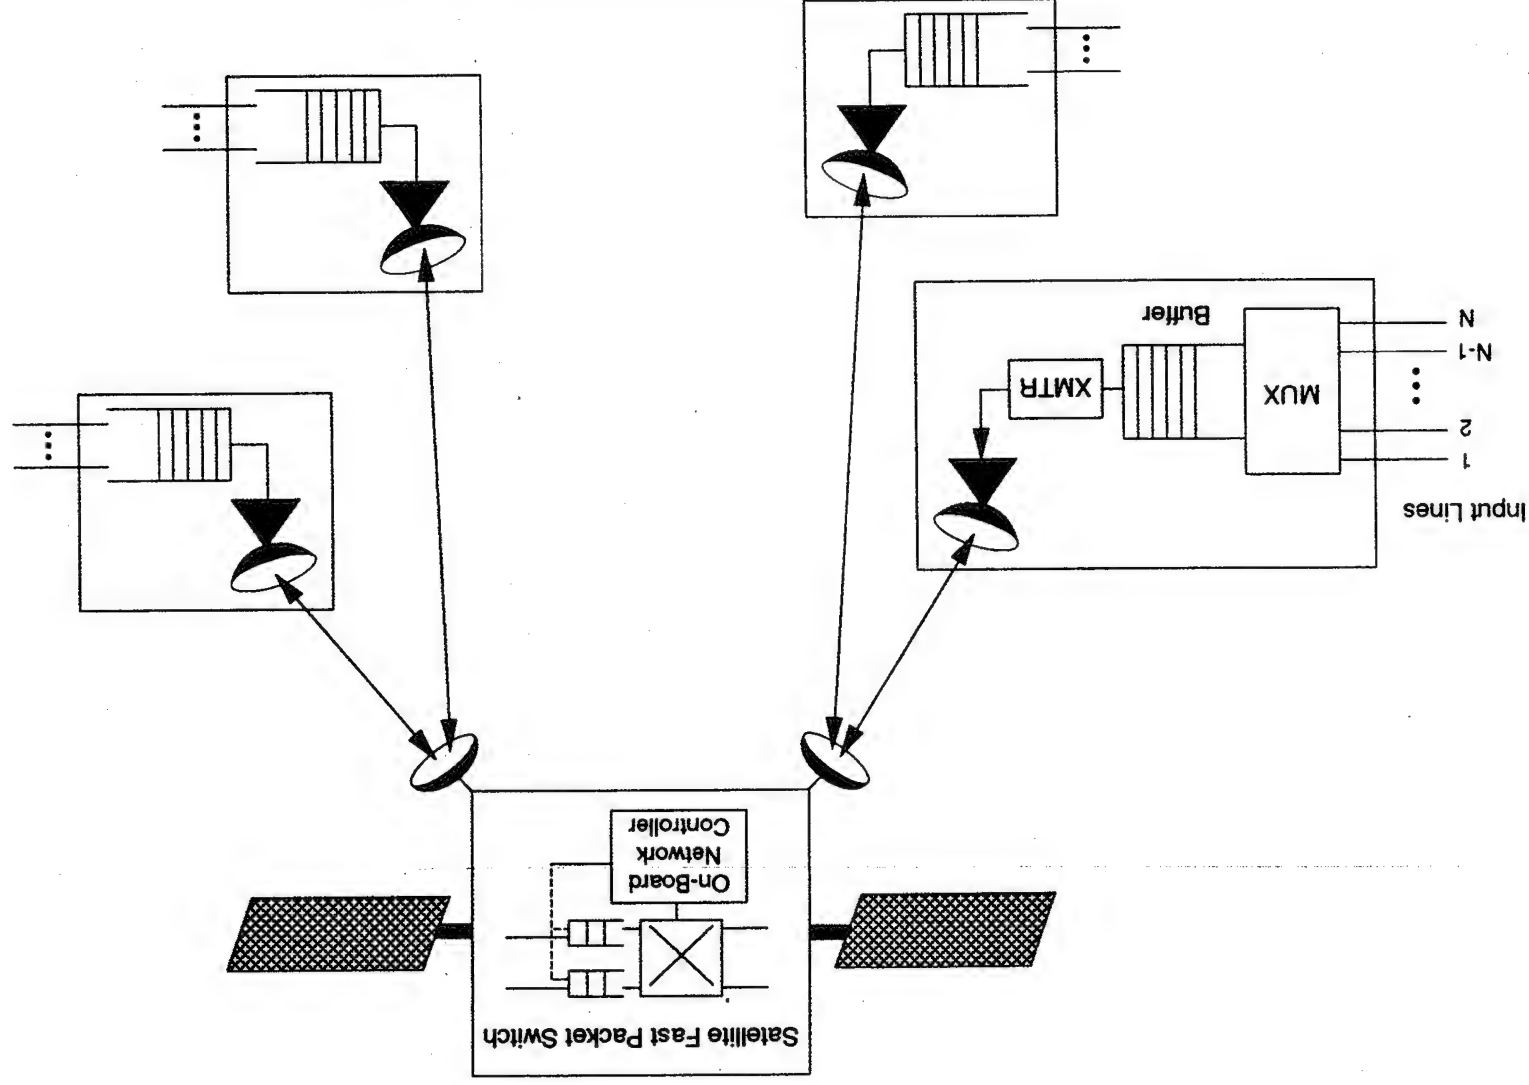 Satellite Fast Packet Switch
On-Board
Network
Controller
Input Lines
1
2
N-1
N
MUX
Buffer
XMTR